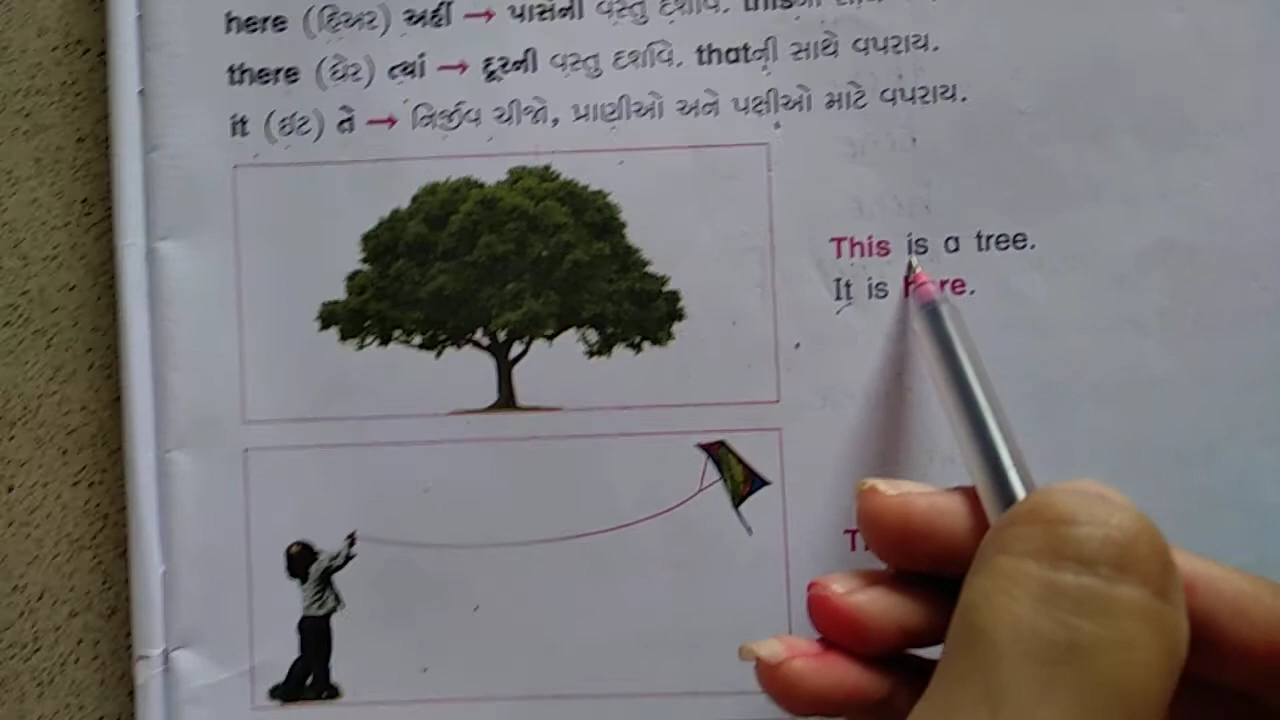 here (હિઅર) અહીં → પાસેની વસ્તુ દર્શાવે.
there (ધેર) ત્યાં → દૂરની વસ્તુ દર્શાવે. thatની સાથે વપરાય.
it (ઇટ) તે → નિર્જીવ ચીજો, પ્રાણીઓ અને પક્ષીઓ માટે વપરાય.
This is a tree.
It is here.